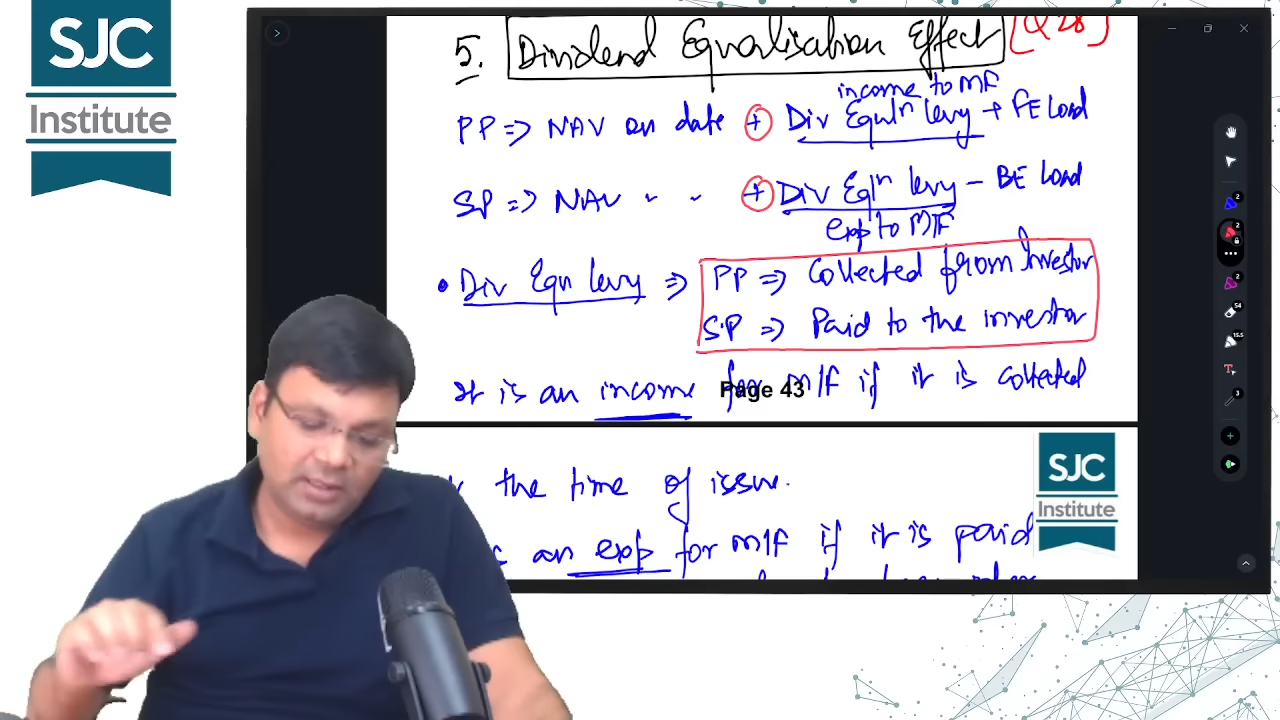 SJC
Institute
5. Dividend Equalisation Effect [Q 28]
income to MF
PP => NAV on date + Div Equln levy + FE Load
SP => NAV " " + Div Eqln levy - BE Load
exp to MF
• Div Eqn levy => PP => Collected from Investor
S.P => Paid to the investor
It is an income for M/F if it is collected
Page 43
the time of issue.
SJC
Institute
an exp for M/F if it is paid